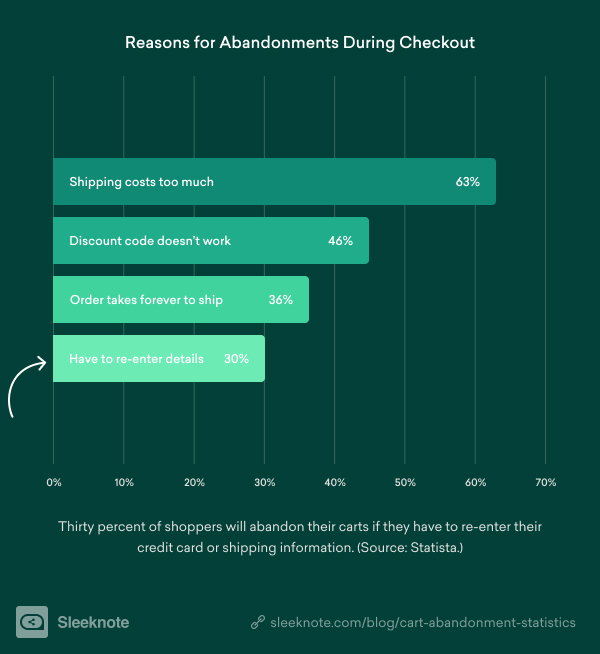 Reasons for Abandonments During Checkout
Shipping costs too much 63%
Discount code doesn’t work 46%
Order takes forever to ship 36%
Have to re-enter details 30%
0% 10% 20% 30% 40% 50% 60% 70%
Thirty percent of shoppers will abandon their carts if they have to re-enter their
credit card or shipping information. (Source: Statista.)
Sleeknote sleeknote.com/blog/cart-abandonment-statistics